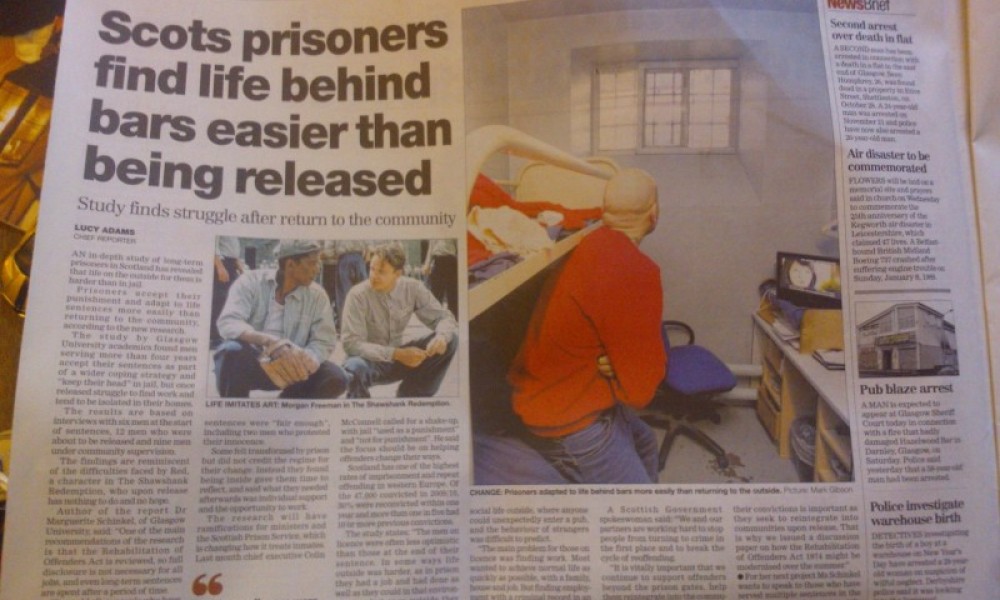 Scots prisoners
find life behind
bars easier than
being released
Study finds struggle after return to the community
LUCY ADAMS
CHIEF REPORTER
AN in-depth study of long-term
prisoners in Scotland has revealed
that life on the outside for them is
harder than in jail.
Prisoners accept their
punishment and adapt to life
sentences more easily than
returning to the community,
according to the new research.
The study by Glasgow
University academics found men
serving more than four years
accept their sentences as part
of a wider coping strategy and
"keep their head" in jail, but once
released struggle to find work and
tend to be isolated in their homes.
The results are based on
interviews with six men at the start
of sentences, 12 men who were
about to be released and nine men
under community supervision.
The findings are reminiscent
of the difficulties faced by Red,
a character in The Shawshank
Redemption, who upon release
has nothing to do and no hope.
Author of the report Dr
Marguerite Schinkel, of Glasgow
University, said: "One of the main
recommendations of the research
is that the Rehabilitation of
Offenders Act is reviewed, so full
disclosure is not necessary for all
jobs, and even long-term sentences
are spent after a period of time.
LIFE IMITATES ART: Morgan Freeman in The Shawshank Redemption.
sentences were "fair enough",
including two men who protested
their innocence.
Some felt transformed by prison
but did not credit the regime for
their change. Instead they found
being inside gave them time to
reflect, and said what they needed
afterwards was individual support
and the opportunity to work.
The research will have
ramifications for ministers and
the Scottish Prison Service, which
is changing how it treats inmates.
Last month chief executive Colin
McConnell called for a shake-up,
with jail "used as a punishment"
and "not for punishment". He said
the focus should be on helping
offenders change their ways.
Scotland has one of the highest
rates of imprisonment and repeat
offending in western Europe. Of
the 47,000 convicted in 2009/10,
30% were reconvicted within one
year and more than one in five had
10 or more previous convictions.
The study states: "The men on
licence were often less optimistic
than those at the end of their
sentence. In some ways life
outside was harder, as in prison
they had a job and had done as
well as they could in that
CHANGE: Prisoners adapted to life behind bars more easily than returning to the outside. Picture: Mark Gibson
social life outside, where anyone
could unexpectedly enter a pub,
and the behaviour of strangers
was difficult to predict.
"The main problem for those on
licence was finding work. Most
wanted to achieve normal life as
quickly as possible, with a family,
house and job. But finding
A Scottish Government
spokeswoman said: "We and our
partners are working hard to stop
people from turning to crime in
the first place and to break the
cycle of reoffending.
"It is vitally important that we
continue to support offenders
beyond the prison gates, help
their convictions is important as
they seek to reintegrate into
communities upon release. That
is why we issued a discussion
paper on how the Rehabilitation
of Offenders Act 1974 might be
modernised over the summer."
● For her next project Ms Schinkel
wants to speak to those who have
served multiple sentences in the
NewsBrief
Second arrest
over death in flat
A SECOND man has been
arrested in connection with
a death in a flat in the east
end of Glasgow. Sean
dead in a property in
Street, Shettleston, on
October 28. A 24-year-old
man was arrested on
November 11 and police
have now also arrested a
20-year-old man.
Air disaster to be
commemorated
FLOWERS will be laid on a
memorial site and prayers
said in church on Wednesday
to commemorate the
25th anniversary of the
Kegworth air disaster in
Leicestershire, which
claimed 47 lives. A Belfast-
bound British Midland
Boeing 737 crashed after
suffering engine trouble on
Sunday, January 8, 1989.
Pub blaze arrest
A MAN is expected to
appear at Glasgow Sheriff
Court today in connection
with a fire that badly
damaged Hazelwood Bar in
Darnley, Glasgow, on
Saturday. Police said
yesterday that a 58-year-old
man had been arrested.
Police investigate
warehouse birth
DETECTIVES investigating
the birth of a boy at a
warehouse on New Year's
Day have arrested a
old woman on suspicion of
wilful neglect. Derbyshire
police said it was looking